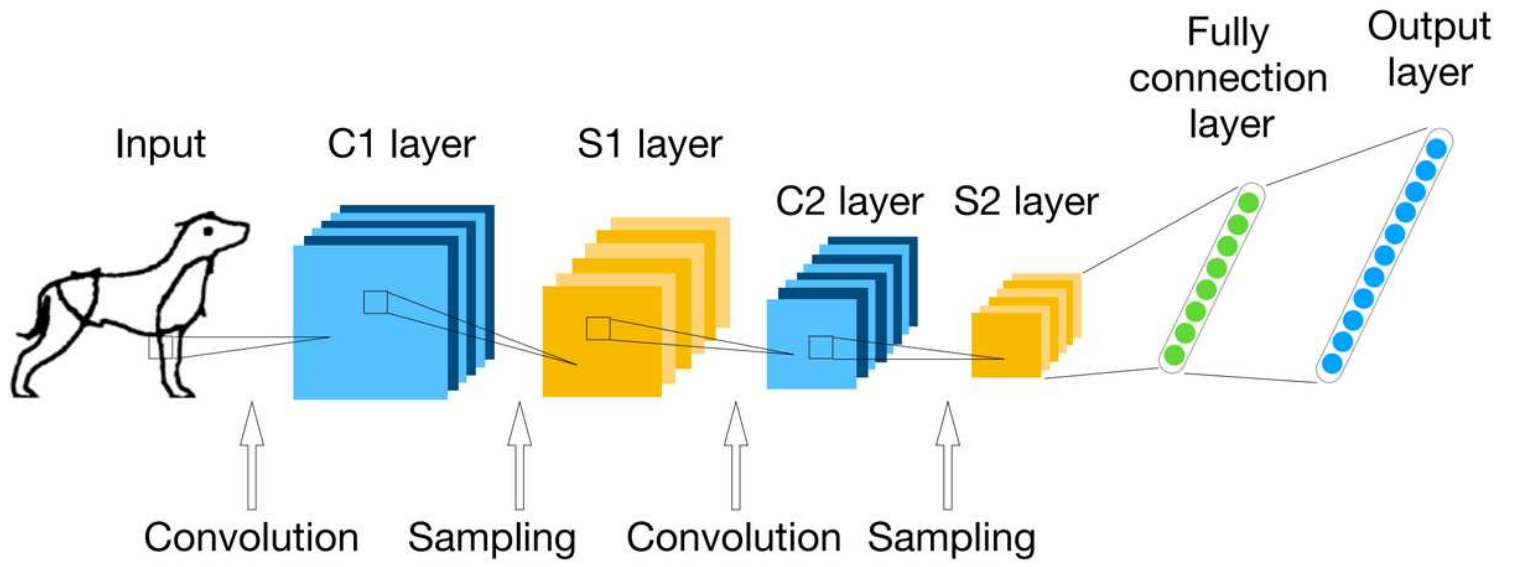 Input
C1 layer
S1 layer
C2 layer
S2 layer
Fully
connection
layer
Output
layer
Convolution
Sampling
Convolution
Sampling